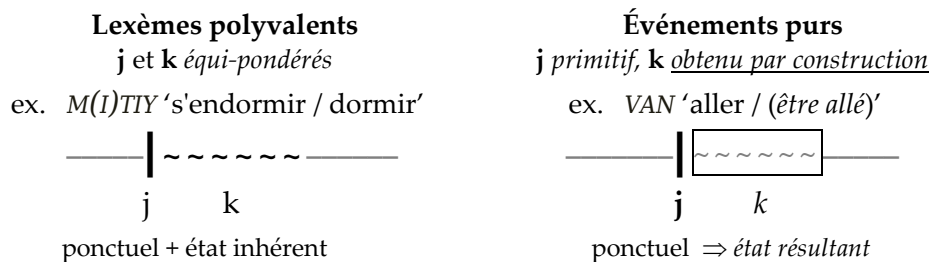 Lexèmes polyvalents
j et k équi-pondérés
ex. M(I)TIY ‘s'endormir / dormir’
~ ~ ~ ~ ~ ~
j k
ponctuel + état inhérent
Événements purs
j primitif, k obtenu par construction
ex. VAN ‘aller / (être allé)’
~ ~ ~ ~ ~ ~
j k
ponctuel ⇒ état résultant